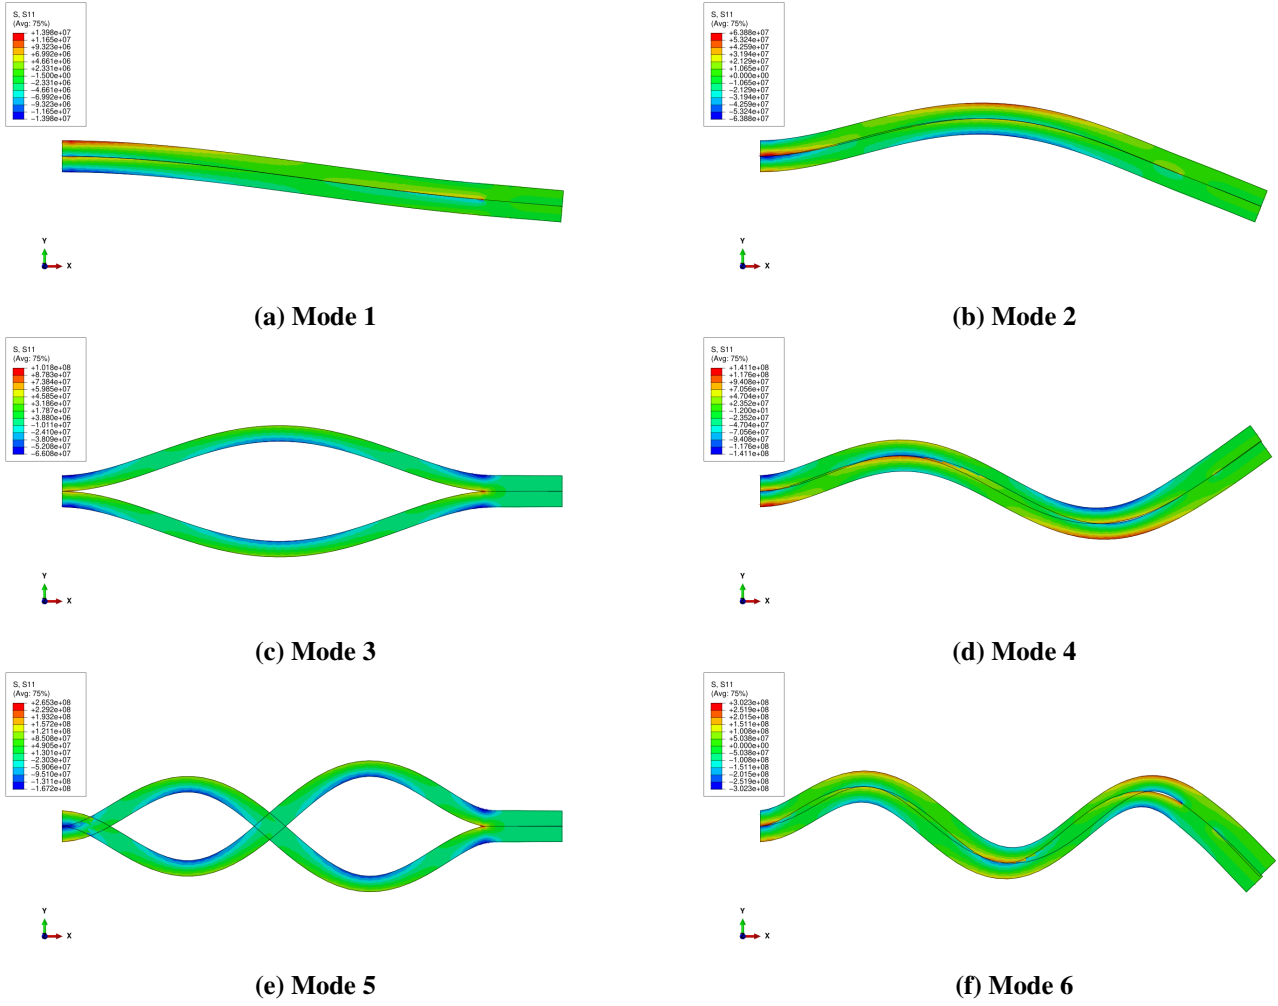 S, S11
(Avg: 75%)
+1.398e+07
+1.165e+07
+9.323e+06
+6.992e+06
+4.661e+06
+2.331e+06
−1.500e+00
−2.331e+06
−4.661e+06
−6.992e+06
−9.323e+06
−1.165e+07
−1.398e+07
Y
X
(a) Mode 1
S, S11
(Avg: 75%)
+6.388e+07
+5.324e+07
+4.259e+07
+3.194e+07
+2.129e+07
+1.065e+07
+0.000e+00
−1.065e+07
−2.129e+07
−3.194e+07
−4.259e+07
−5.324e+07
−6.388e+07
Y
X
(b) Mode 2
S, S11
(Avg: 75%)
+1.018e+08
+8.783e+07
+7.384e+07
+5.985e+07
+4.585e+07
+3.186e+07
+1.787e+07
+3.880e+06
−1.011e+07
−2.410e+07
−3.809e+07
−5.208e+07
−6.608e+07
Y
X
(c) Mode 3
S, S11
(Avg: 75%)
+1.411e+08
+1.176e+08
+9.408e+07
+7.056e+07
+4.704e+07
+2.352e+07
−1.200e+01
−2.352e+07
−4.704e+07
−7.056e+07
−9.408e+07
−1.176e+08
−1.411e+08
Y
X
(d) Mode 4
S, S11
(Avg: 75%)
+2.653e+08
+2.292e+08
+1.932e+08
+1.572e+08
+1.211e+08
+8.508e+07
+4.905e+07
+1.301e+07
−2.303e+07
−5.906e+07
−9.510e+07
−1.311e+08
−1.672e+08
Y
X
(e) Mode 5
S, S11
(Avg: 75%)
+3.023e+08
+2.519e+08
+2.015e+08
+1.511e+08
+1.008e+08
+5.038e+07
+0.000e+00
−5.038e+07
−1.008e+08
−1.511e+08
−2.015e+08
−2.519e+08
−3.023e+08
Y
X
(f) Mode 6